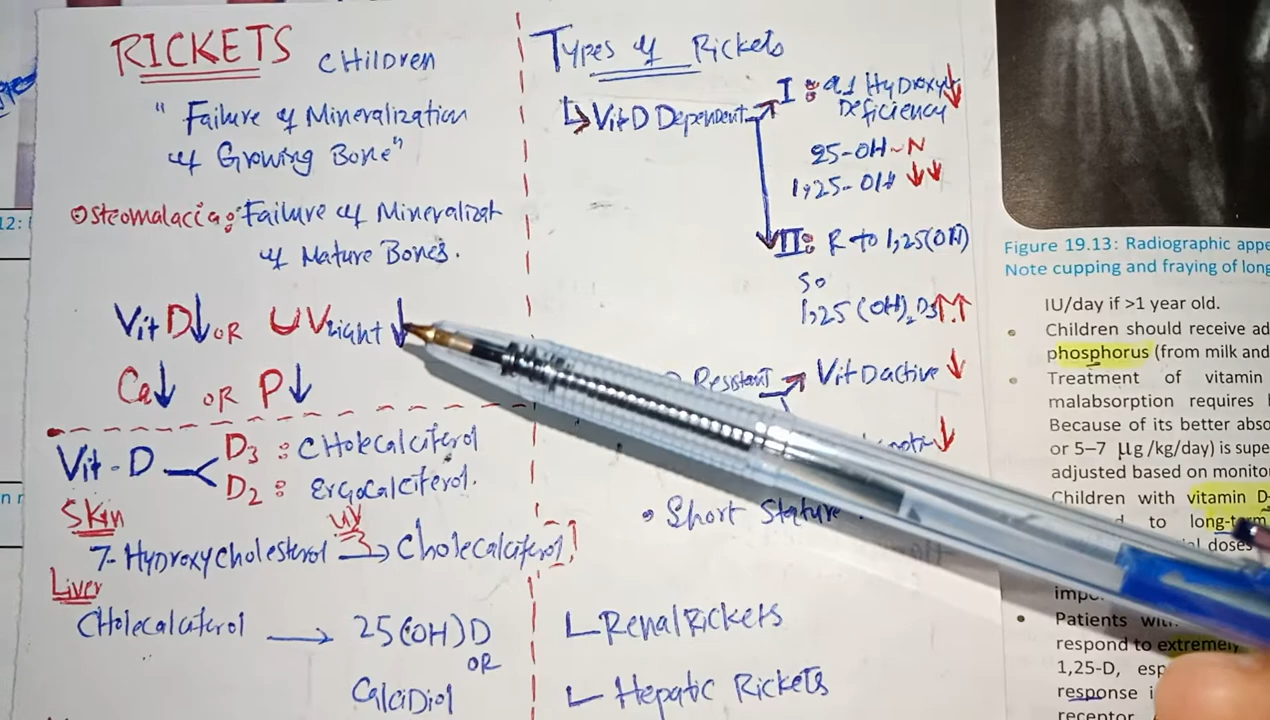 RICKETS CHildren
" Failure of Mineralization
of Growing Bone"
Osteomalacia: Failure of Mineralizat
of Mature Bones.
Vit D↓ OR UV Light ↓
Ca↓ OR P↓
Vit-D
D3 : CHolecalciferol
D2 : Ergocalciferol.
Skin
UV
7-Hydroxycholesterol → Cholecalciferol
Liver
CHolecalciferol → 25(OH)D
OR
CalciDiol
Types of Rickets
↳ Vit D Dependent
I : α1 HyDroxy ↓
Deficiency
25-OH ~ N
1,25-OH ↓↓
II: R to 1,25(OH)
so
1,25 (OH)2D3 ↑↑
Resistant → Vit D active ↓
↓
• Short Stature
Renal Rickets
Hepatic Rickets
12:
Figure 19.13: Radiographic appe
Note cupping and fraying of long
IU/day if >1 year old.
• Children should receive ad
phosphorus (from milk and
• Treatment of vitamin
malabsorption requires
Because of its better abso
or 5–7 µg/kg/day) is supe
adjusted based on monito
Children with vitamin D-
to long-term
doses
• Patients
respond to extremely
1,25-D, esp
response
receptor